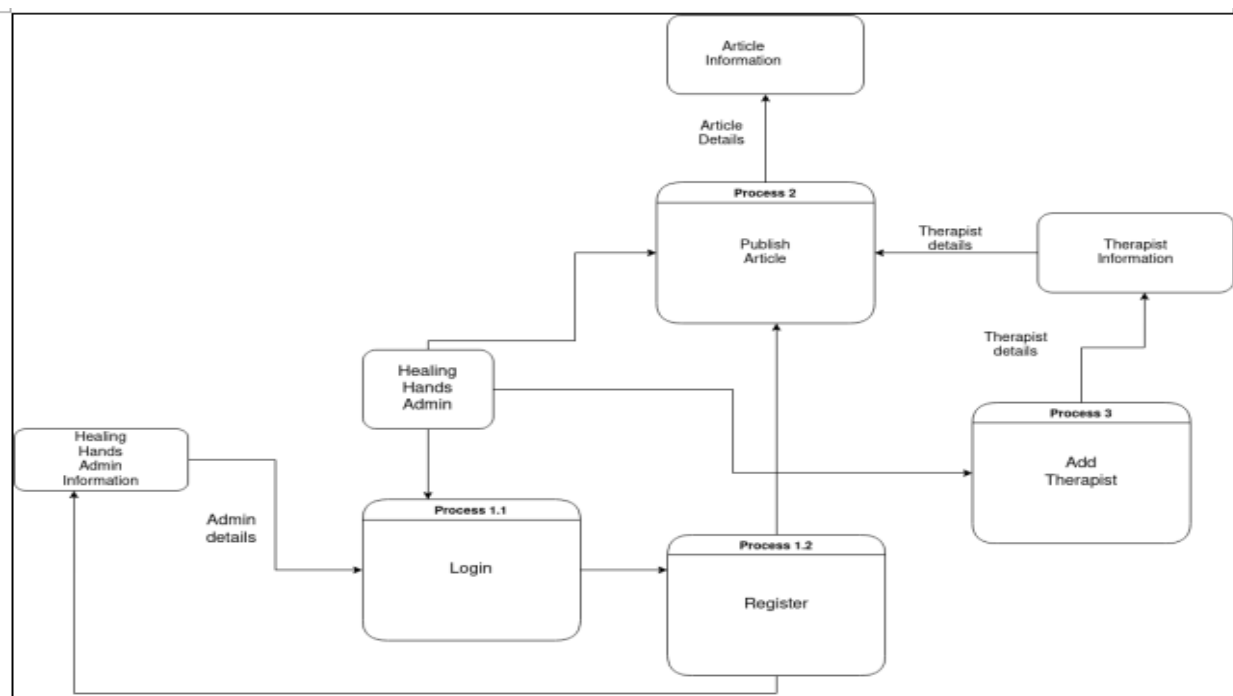 Article
Information
Article
Details
Process 2
Publish
Article
Therapist
details
Therapist
Information
Therapist
details
Healing
Hands
Admin
Process 3
Add
Therapist
Healing
Hands
Admin
Information
Admin
details
Process 1.1
Login
Process 1.2
Register